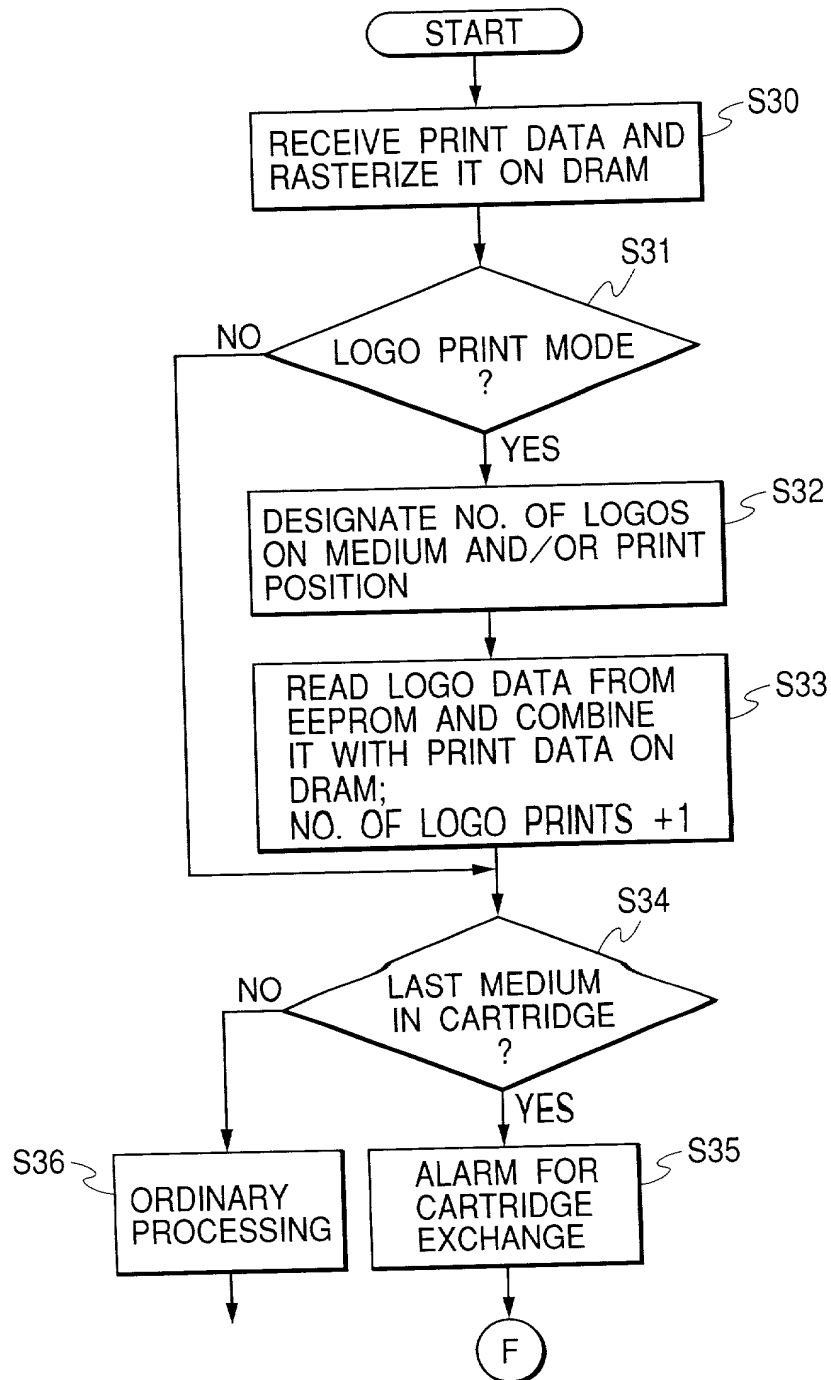 START
S30
RECEIVE PRINT DATA AND
RASTERIZE IT ON DRAM
S31
NO
LOGO PRINT MODE
?
YES
S32
DESIGNATE NO. OF LOGOS
ON MEDIUM AND/OR PRINT
POSITION
S33
READ LOGO DATA FROM
EEPROM AND COMBINE
IT WITH PRINT DATA ON
DRAM;
NO. OF LOGO PRINTS +1
S34
NO
LAST MEDIUM
IN CARTRIDGE
?
YES
S36
ORDINARY
PROCESSING
S35
ALARM FOR
CARTRIDGE
EXCHANGE
F